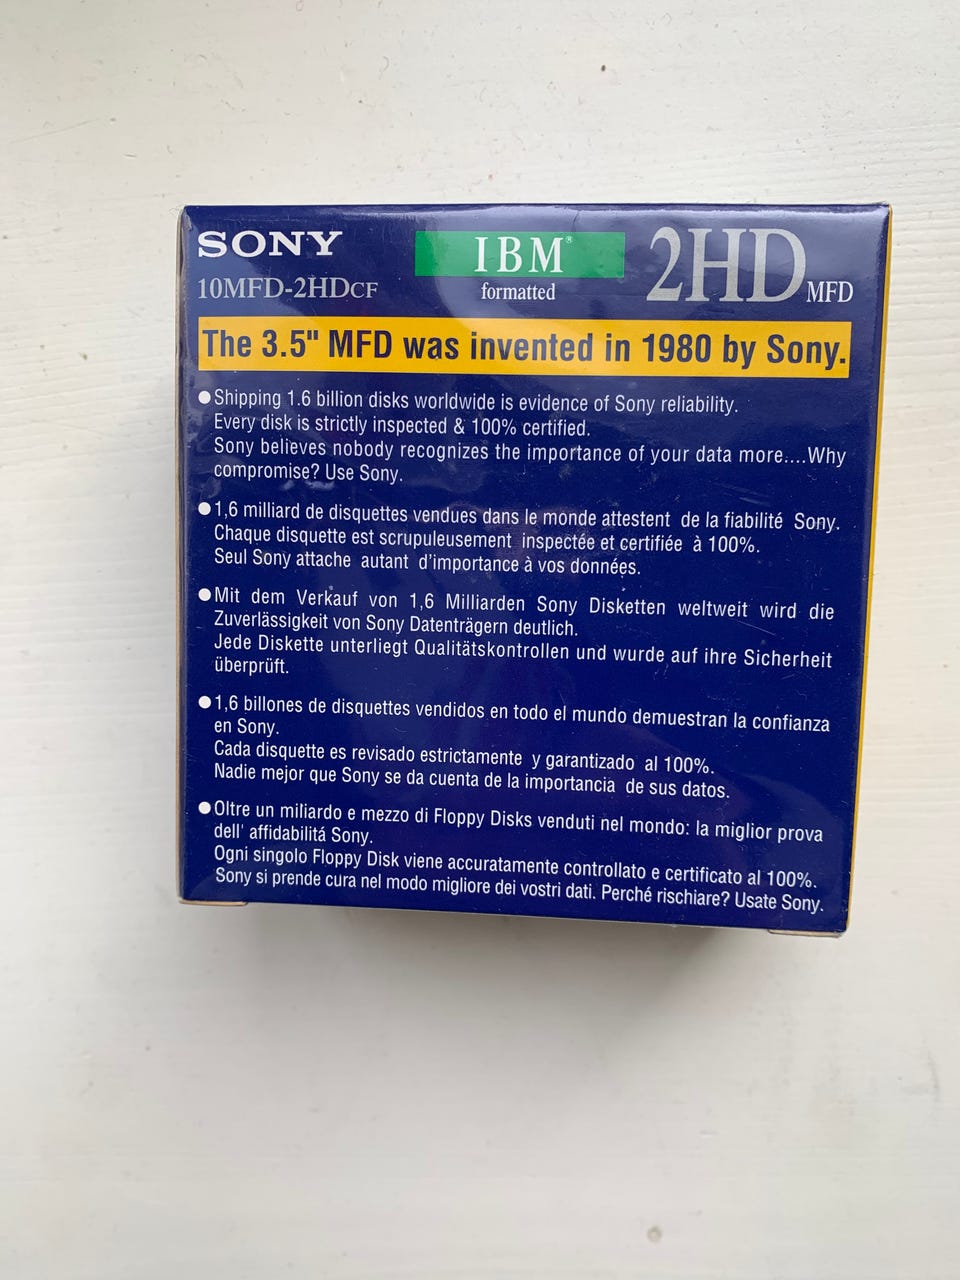 SONY
IBM®
2HD MFD
10MFD-2HDCF
formatted
The 3.5" MFD was invented in 1980 by Sony.
●Shipping 1.6 billion disks worldwide is evidence of Sony reliability.
Every disk is strictly inspected & 100% certified.
Sony believes nobody recognizes the importance of your data more....Why
compromise? Use Sony.
●1,6 milliard de disquettes vendues dans le monde attestent de la fiabilité Sony.
Chaque disquette est scrupuleusement inspectée et certifiée à 100%.
Seul Sony attache autant d'importance à vos données.
●Mit dem Verkauf von 1,6 Milliarden Sony Disketten weltweit wird die
Zuverlässigkeit von Sony Datenträgern deutlich.
Jede Diskette unterliegt Qualitätskontrollen und wurde auf ihre Sicherheit
überprüft.
●1,6 billones de disquettes vendidos en todo el mundo demuestran la confianza
en Sony.
Cada disquette es revisado estrictamente y garantizado al 100%.
Nadie mejor que Sony se da cuenta de la importancia de sus datos.
●Oltre un miliardo e mezzo di Floppy Disks venduti nel mondo: la miglior prova
dell' affidabilitá Sony.
Ogni singolo Floppy Disk viene accuratamente controllato e certificato al 100%.
Sony si prende cura nel modo migliore dei vostri dati. Perché rischiare? Usate Sony.